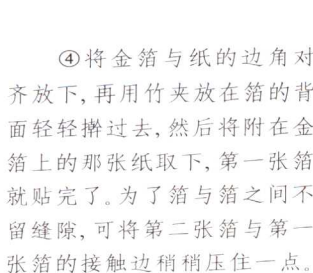 ④将金箔与纸的边角对
齐放下,再用竹夹放在箔的背
面轻轻擀过去,然后将附在金
箔上的那张纸取下,第一张箔
就贴完了。为了箔与箔之间不
留缝隙,可将第二张箔与第一
张箔的接触边稍稍压住一点。